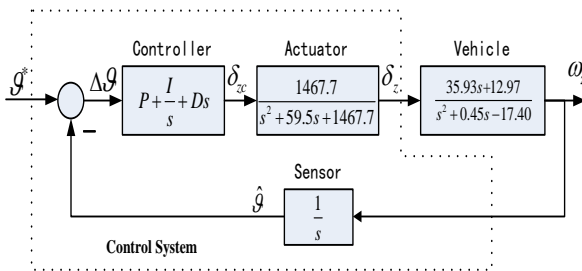 Controller Actuator Vehicle
ϑ* Δϑ P + I/s + Ds δzc 1467.7/(s² + 59.5s + 1467.7) δz (35.93s+12.97)/(s² + 0.45s − 17.40)
−
Sensor
ϑ̂ 1/s
Control System